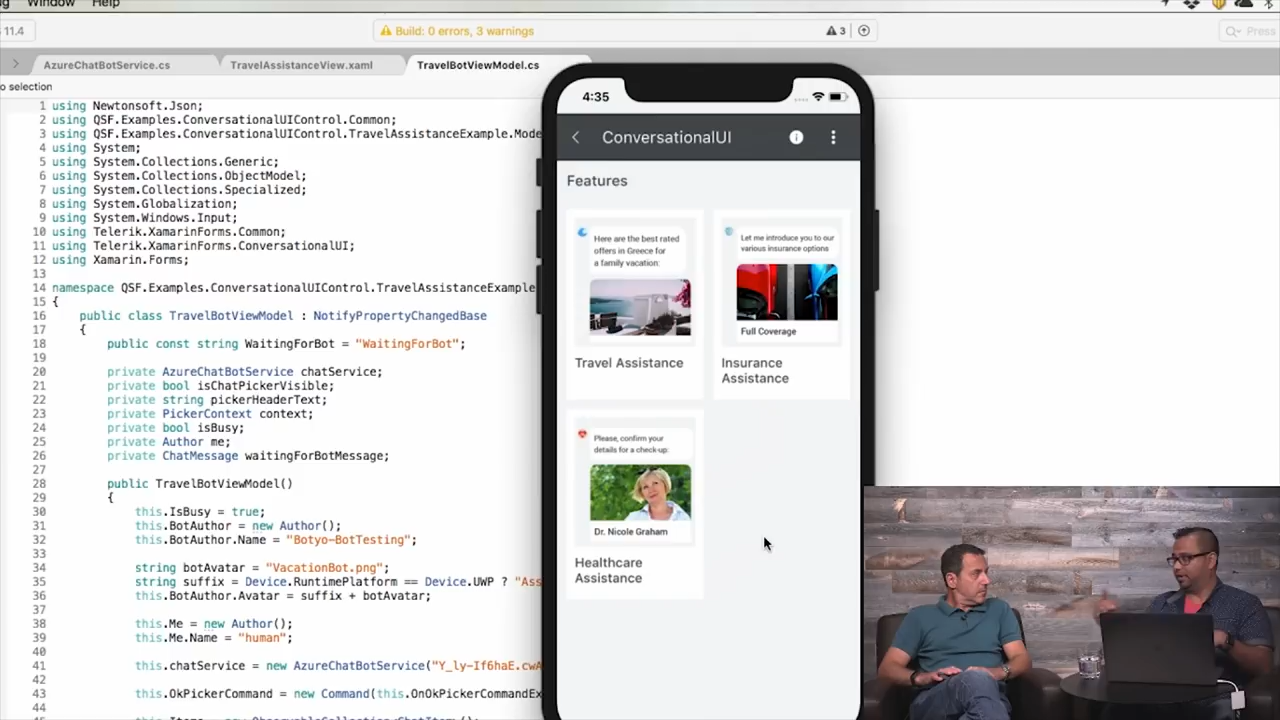 Window Help
11.4
Build: 0 errors, 3 warnings
3
Press
AzureChatBotService.cs
TravelAssistanceView.xaml
TravelBotViewModel.cs
o selection
1 using Newtonsoft.Json;
2 using QSF.Examples.ConversationalUIControl.Common;
3 using QSF.Examples.ConversationalUIControl.TravelAssistanceExample.Mode
4 using System;
5 using System.Collections.Generic;
6 using System.Collections.ObjectModel;
7 using System.Collections.Specialized;
8 using System.Globalization;
9 using System.Windows.Input;
10 using Telerik.XamarinForms.Common;
11 using Telerik.XamarinForms.ConversationalUI;
12 using Xamarin.Forms;
13
14 namespace QSF.Examples.ConversationalUIControl.TravelAssistanceExample
15 {
16 public class TravelBotViewModel : NotifyPropertyChangedBase
17 {
18 public const string WaitingForBot = "WaitingForBot";
19
20 private AzureChatBotService chatService;
21 private bool isChatPickerVisible;
22 private string pickerHeaderText;
23 private PickerContext context;
24 private bool isBusy;
25 private Author me;
26 private ChatMessage waitingForBotMessage;
27
28 public TravelBotViewModel()
29 {
30 this.IsBusy = true;
31 this.BotAuthor = new Author();
32 this.BotAuthor.Name = "Botyo-BotTesting";
33
34 string botAvatar = "VacationBot.png";
35 string suffix = Device.RuntimePlatform == Device.UWP ? "Ass
36 this.BotAuthor.Avatar = suffix + botAvatar;
37
38 this.Me = new Author();
39 this.Me.Name = "human";
40
41 this.chatService = new AzureChatBotService("Y_ly-If6haE.cwA
42
43 this.OkPickerCommand = new Command(this.OnOkPickerCommandEx
44
4:35
ConversationalUI
Features
Here are the best rated
offers in Greece for
a family vacation:
Travel Assistance
Let me introduce you to our
various insurance options
Full Coverage
Insurance
Assistance
Please, confirm your
details for a check-up:
Dr. Nicole Graham
Healthcare
Assistance